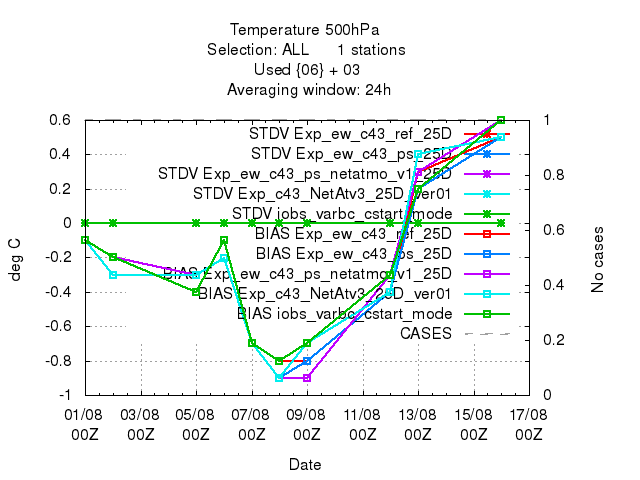 Temperature 500hPa
Selection: ALL 1 stations
Used {06} + 03
Averaging window: 24h
0.6
0.4
0.2
0
-0.2
-0.4
-0.6
-0.8
-1
deg C
1
0.8
0.6
0.4
0.2
0
No cases
STDV Exp_ew_c43_ref_25D
STDV Exp_ew_c43_ps_25D
STDV Exp_ew_c43_ps_netatmo_v1_25D
STDV Exp_c43_NetAtv3_25D_ver01
STDV iobs_varbc_cstart_mode
BIAS Exp_ew_c43_ref_25D
BIAS Exp_ew_c43_ps_25D
BIAS Exp_ew_c43_ps_netatmo_v1_25D
BIAS Exp_c43_NetAtv3_25D_ver01
BIAS iobs_varbc_cstart_mode
CASES
01/08 03/08 05/08 07/08 09/08 11/08 13/08 15/08 17/08
00Z 00Z 00Z 00Z 00Z 00Z 00Z 00Z 00Z
Date